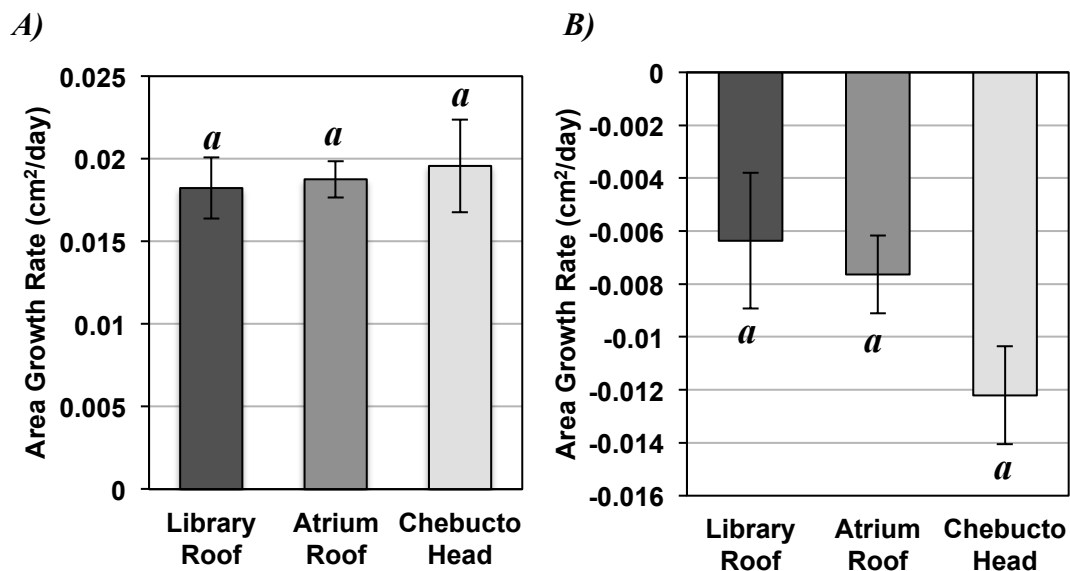 A)
Area Growth Rate (cm²/day)
0.025
0.02
0.015
0.01
0.005
0
a
a
a
Library
Roof
Atrium
Roof
Chebucto
Head
B)
Area Growth Rate (cm²/day)
0
-0.002
-0.004
-0.006
-0.008
-0.01
-0.012
-0.014
-0.016
a
a
a
Library
Roof
Atrium
Roof
Chebucto
Head